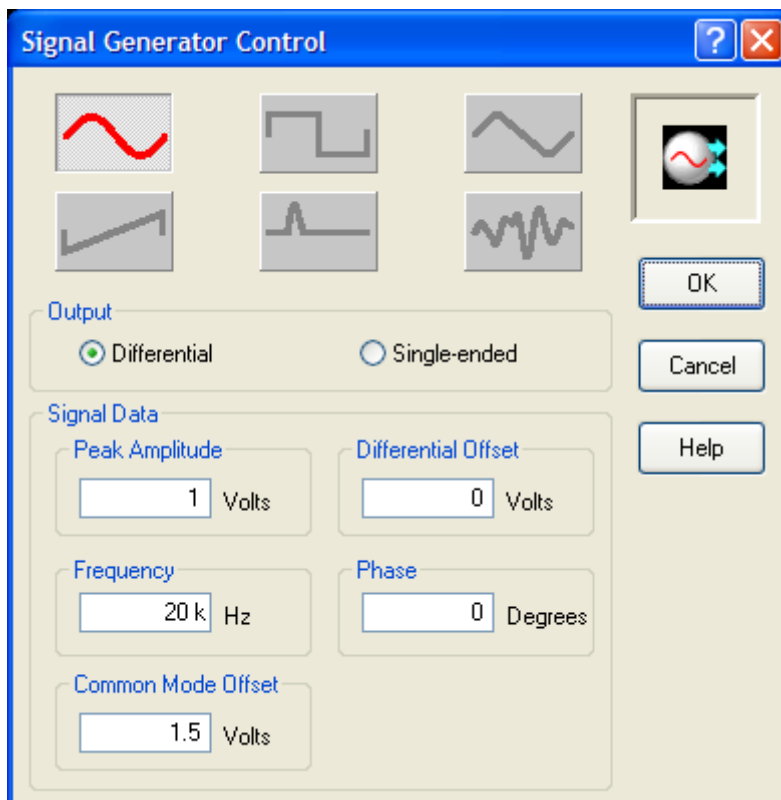 Signal Generator Control
?
OK
Output
Differential
Single-ended
Cancel
Signal Data
Peak Amplitude
1 Volts
Differential Offset
0 Volts
Help
Frequency
20 k Hz
Phase
0 Degrees
Common Mode Offset
1.5 Volts